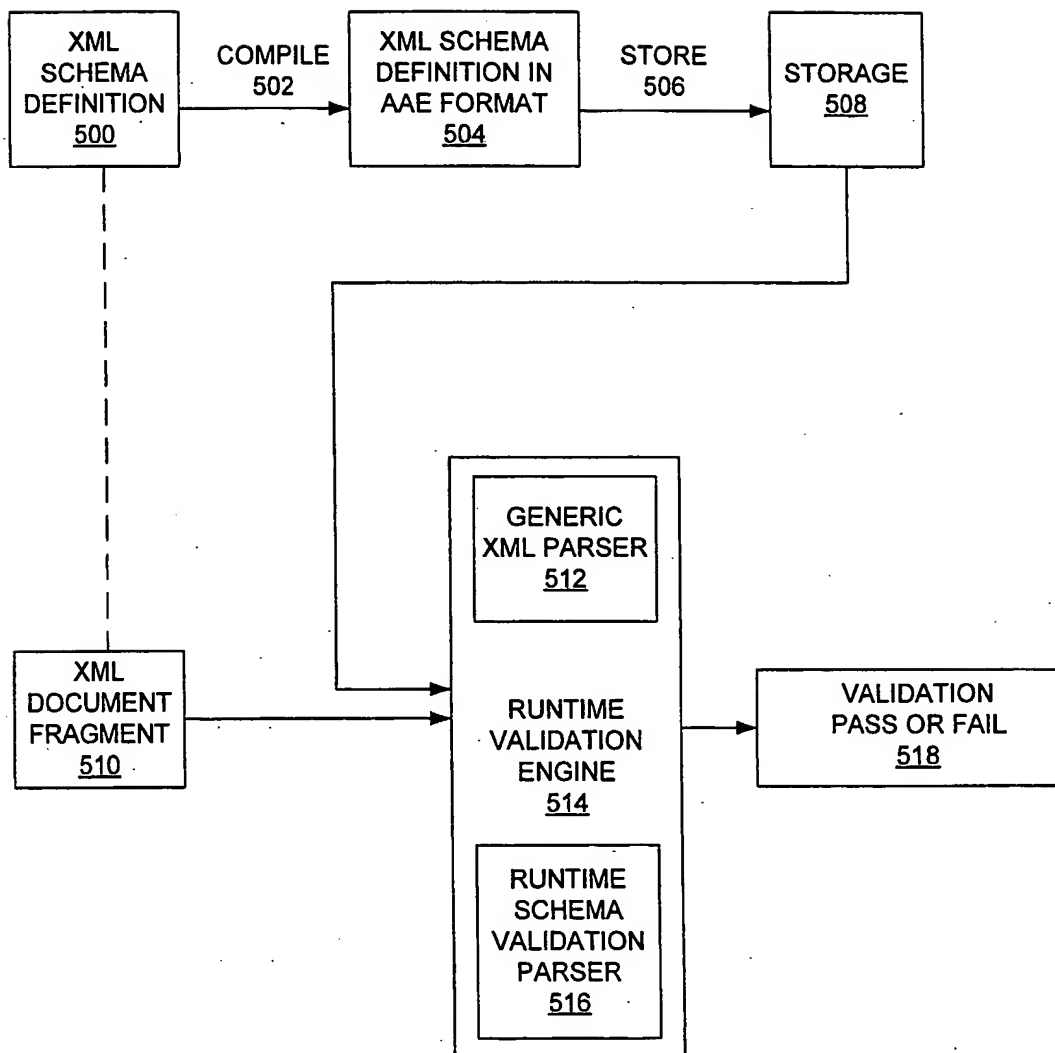 XML
SCHEMA
DEFINITION
500
COMPILE
502
XML SCHEMA
DEFINITION IN
AAE FORMAT
504
STORE
506
STORAGE
508
GENERIC
XML PARSER
512
XML
DOCUMENT
FRAGMENT
510
RUNTIME
VALIDATION
ENGINE
514
VALIDATION
PASS OR FAIL
518
RUNTIME
SCHEMA
VALIDATION
PARSER
516